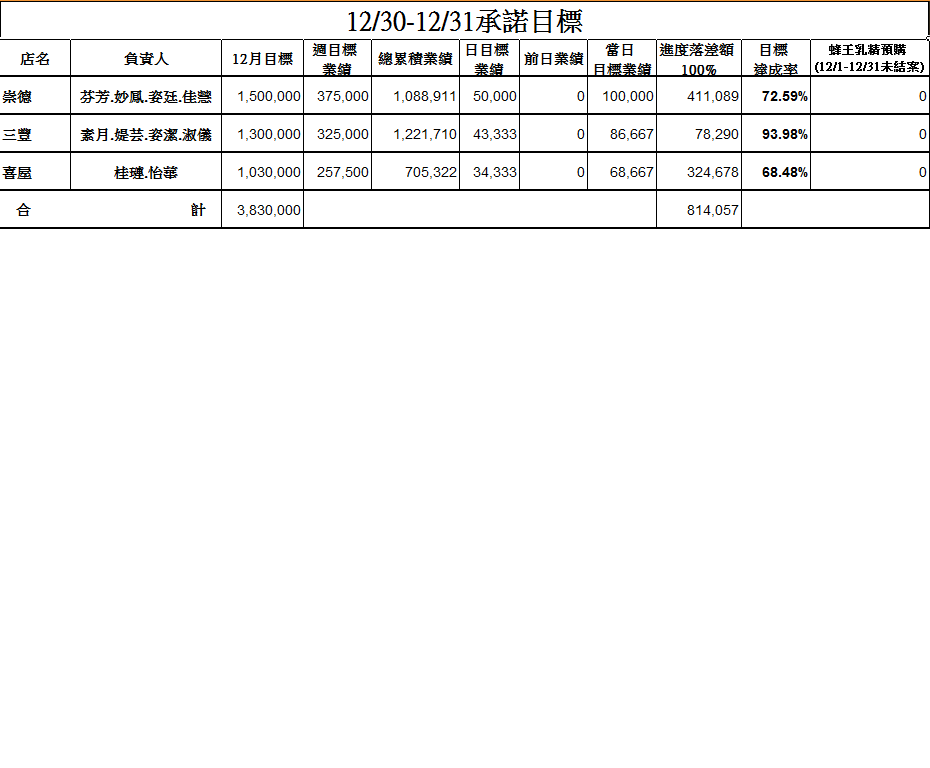 12/30-12/31承諾目標
店名 負責人 12月目標 週目標業績 總累積業績 日目標業績 前日業績 當日目標業績 進度落差額100% 目標達成率 蜂王乳精預購(12/1-12/31未結案)
崇德 芬芳.妙鳳.姿廷.佳慧 1,500,000 375,000 1,088,911 50,000 0 100,000 411,089 72.59% 0
三豐 素月.媞芸.姿潔.淑儀 1,300,000 325,000 1,221,710 43,333 0 86,667 78,290 93.98% 0
喜屋 桂璉.怡華 1,030,000 257,500 705,322 34,333 0 68,667 324,678 68.48% 0
合 計 3,830,000 814,057